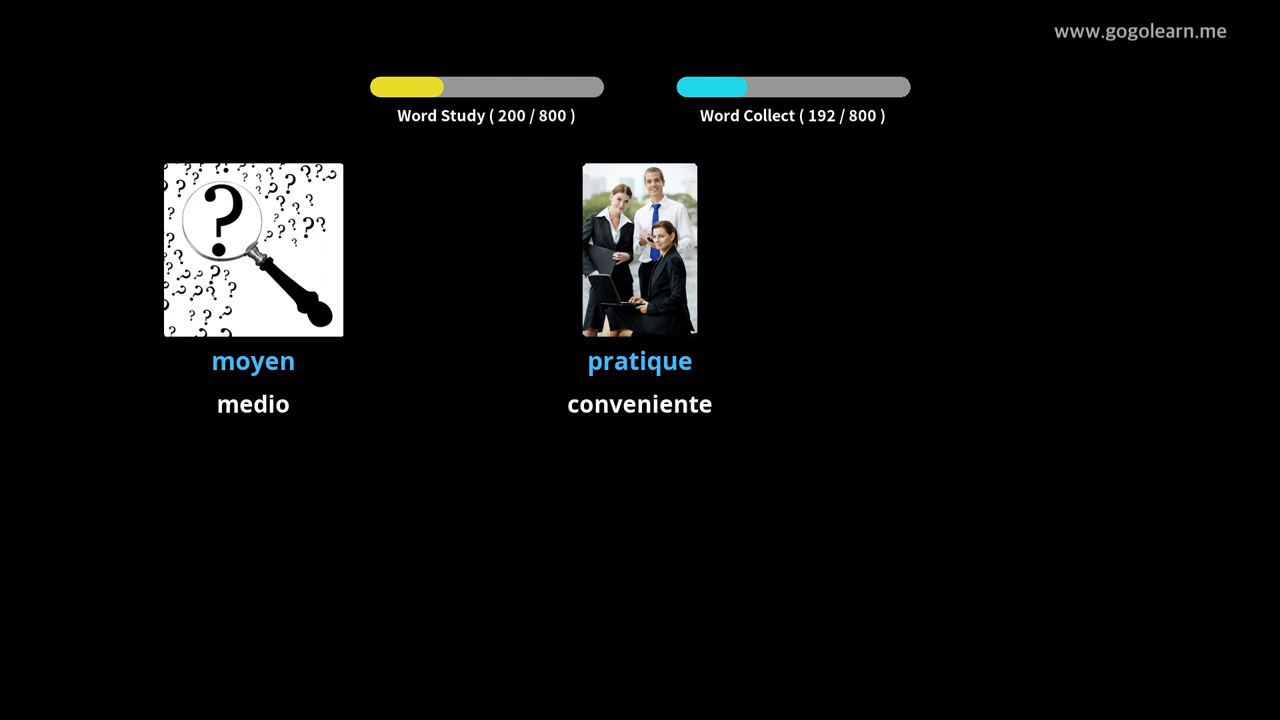 www.gogolearn.me
Word Study ( 200 / 800 )
Word Collect ( 192 / 800 )
moyen
medio
pratique
conveniente